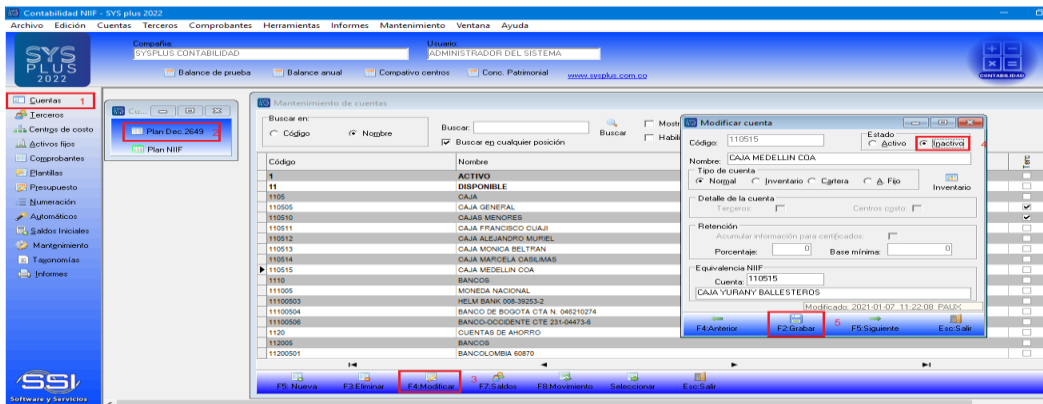 Contabilidad NIIF - SYS plus 2022
Archivo Edición Cuentas Terceros Comprobantes Herramientas Informes Mantenimiento Ventana Ayuda
SYS PLUS 2022
Compañia:
SYSPLUS CONTABILIDAD
Usuario:
ADMINISTRADOR DEL SISTEMA
Balance de prueba Balance anual Compativo centros Conc. Patrimonial www.sysplus.com.co
CONTABILIDAD
Cuentas 1
Terceros
Centros de costo
Activos fijos
Comprobantes
Plantillas
Presupuesto
Numeración
Automáticos
Saldos Iniciales
Mantenimiento
Taxonomías
Informes
SSI
Software y Servicios
Cu...
Plan Dec.2649 2
Plan NIIF
Mantenimiento de cuentas
Buscar en:
Código Nombre
Buscar:
Buscar en cualquier posición
Buscar
Mostr
Habili
Código Nombre Terc
1 ACTIVO
11 DISPONIBLE
1105 CAJA
110505 CAJA GENERAL
110510 CAJAS MENORES
110511 CAJA FRANCISCO CUAJI
110512 CAJA ALEJANDRO MURIEL
110513 CAJA MONICA BELTRAN
110514 CAJA MARCELA CASILIMAS
110515 CAJA MEDELLIN COA
1110 BANCOS
111005 MONEDA NACIONAL
11100503 HELM BANK 008-39253-2
11100504 BANCO DE BOGOTA CTA N. 046210274
11100506 BANCO-OCCIDENTE CTE 231-04473-6
1120 CUENTAS DE AHORRO
112005 BANCOS
11200501 BANCOLOMBIA 60870
F5: Nueva F3:Eliminar F4:Modificar 3 F7:Saldos F8:Movimiento Seleccionar Esc:Salir
Modificar cuenta
Código: 110515
Estado
Activo Inactivo 4
Nombre: CAJA MEDELLIN COA
Tipo de cuenta
Normal Inventario Cartera A. Fijo
Inventario
Detalle de la cuenta
Terceros: Centros costo:
Retención
Acumular información para certificados:
Porcentaje: 0 Base mínima: 0
Equivalencia NIIF
Cuenta: 110515
CAJA YURANY BALLESTEROS
Modificado: 2021-01-07 11:22:08 PAUX
F4:Anterior F2:Grabar 5 F5:Siguiente Esc:Salir